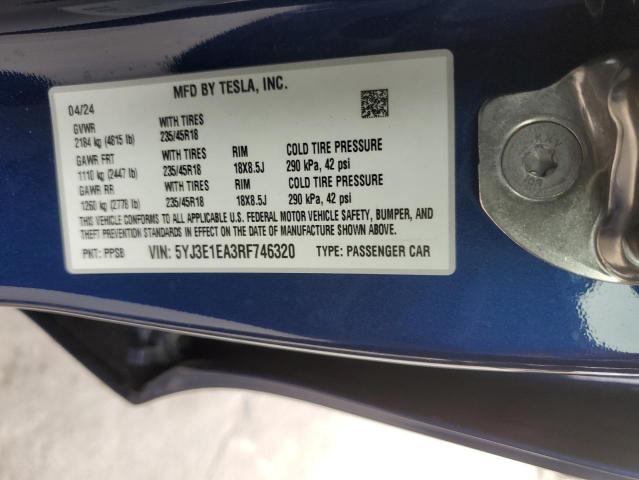 MFD BY TESLA, INC.
04/24
GVWR WITH TIRES
2184 kg (4815 lb) 235/45R18
GAWR FRT WITH TIRES RIM COLD TIRE PRESSURE
1110 kg (2447 lb) 235/45R18 18X8.5J 290 kPa, 42 psi
GAWR RR WITH TIRES RIM COLD TIRE PRESSURE
1260 kg (2778 lb) 235/45R18 18X8.5J 290 kPa, 42 psi
THIS VEHICLE CONFORMS TO ALL APPLICABLE U.S. FEDERAL MOTOR VEHICLE SAFETY, BUMPER, AND
THEFT PREVENTION STANDARDS IN EFFECT ON THE DATE OF MANUFACTURE SHOWN ABOVE.
PNT: PPSB VIN: 5YJ3E1EA3RF746320 TYPE: PASSENGER CAR